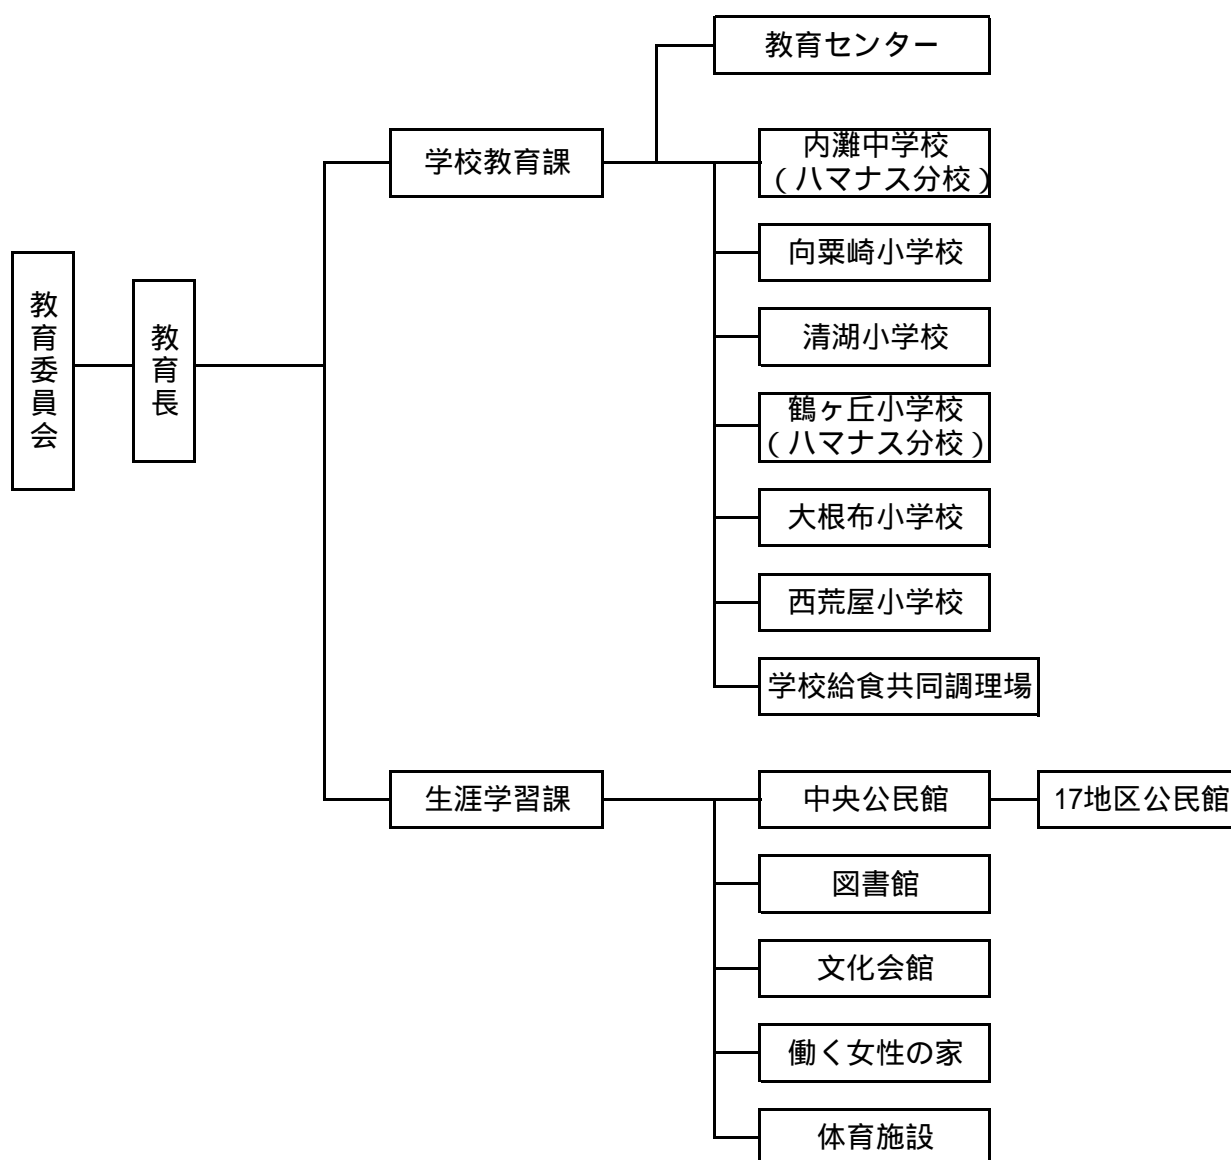 教育委員会
教育長
学校教育課
教育センター
内灘中学校
（ハマナス分校）
向粟崎小学校
清湖小学校
鶴ヶ丘小学校
（ハマナス分校）
大根布小学校
西荒屋小学校
学校給食共同調理場
生涯学習課
中央公民館
17地区公民館
図書館
文化会館
働く女性の家
体育施設